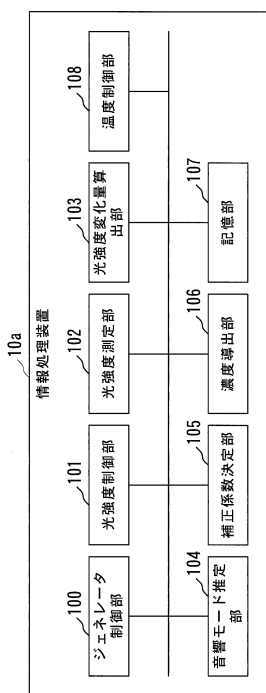 10a
情報処理装置
100
ジェネレータ
制御部
101
光強度制御部
102
光強度測定部
103
光強度変化量算
出部
108
温度制御部
104
音響モード推定
部
105
補正係数決定部
106
濃度導出部
107
記憶部